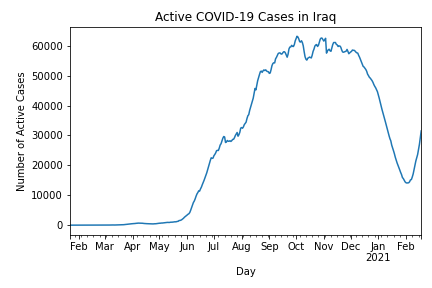 Active COVID-19 Cases in Iraq
Number of Active Cases
60000
50000
40000
30000
20000
10000
0
Feb Mar Apr May Jun Jul Aug Sep Oct Nov Dec Jan Feb
2021
Day